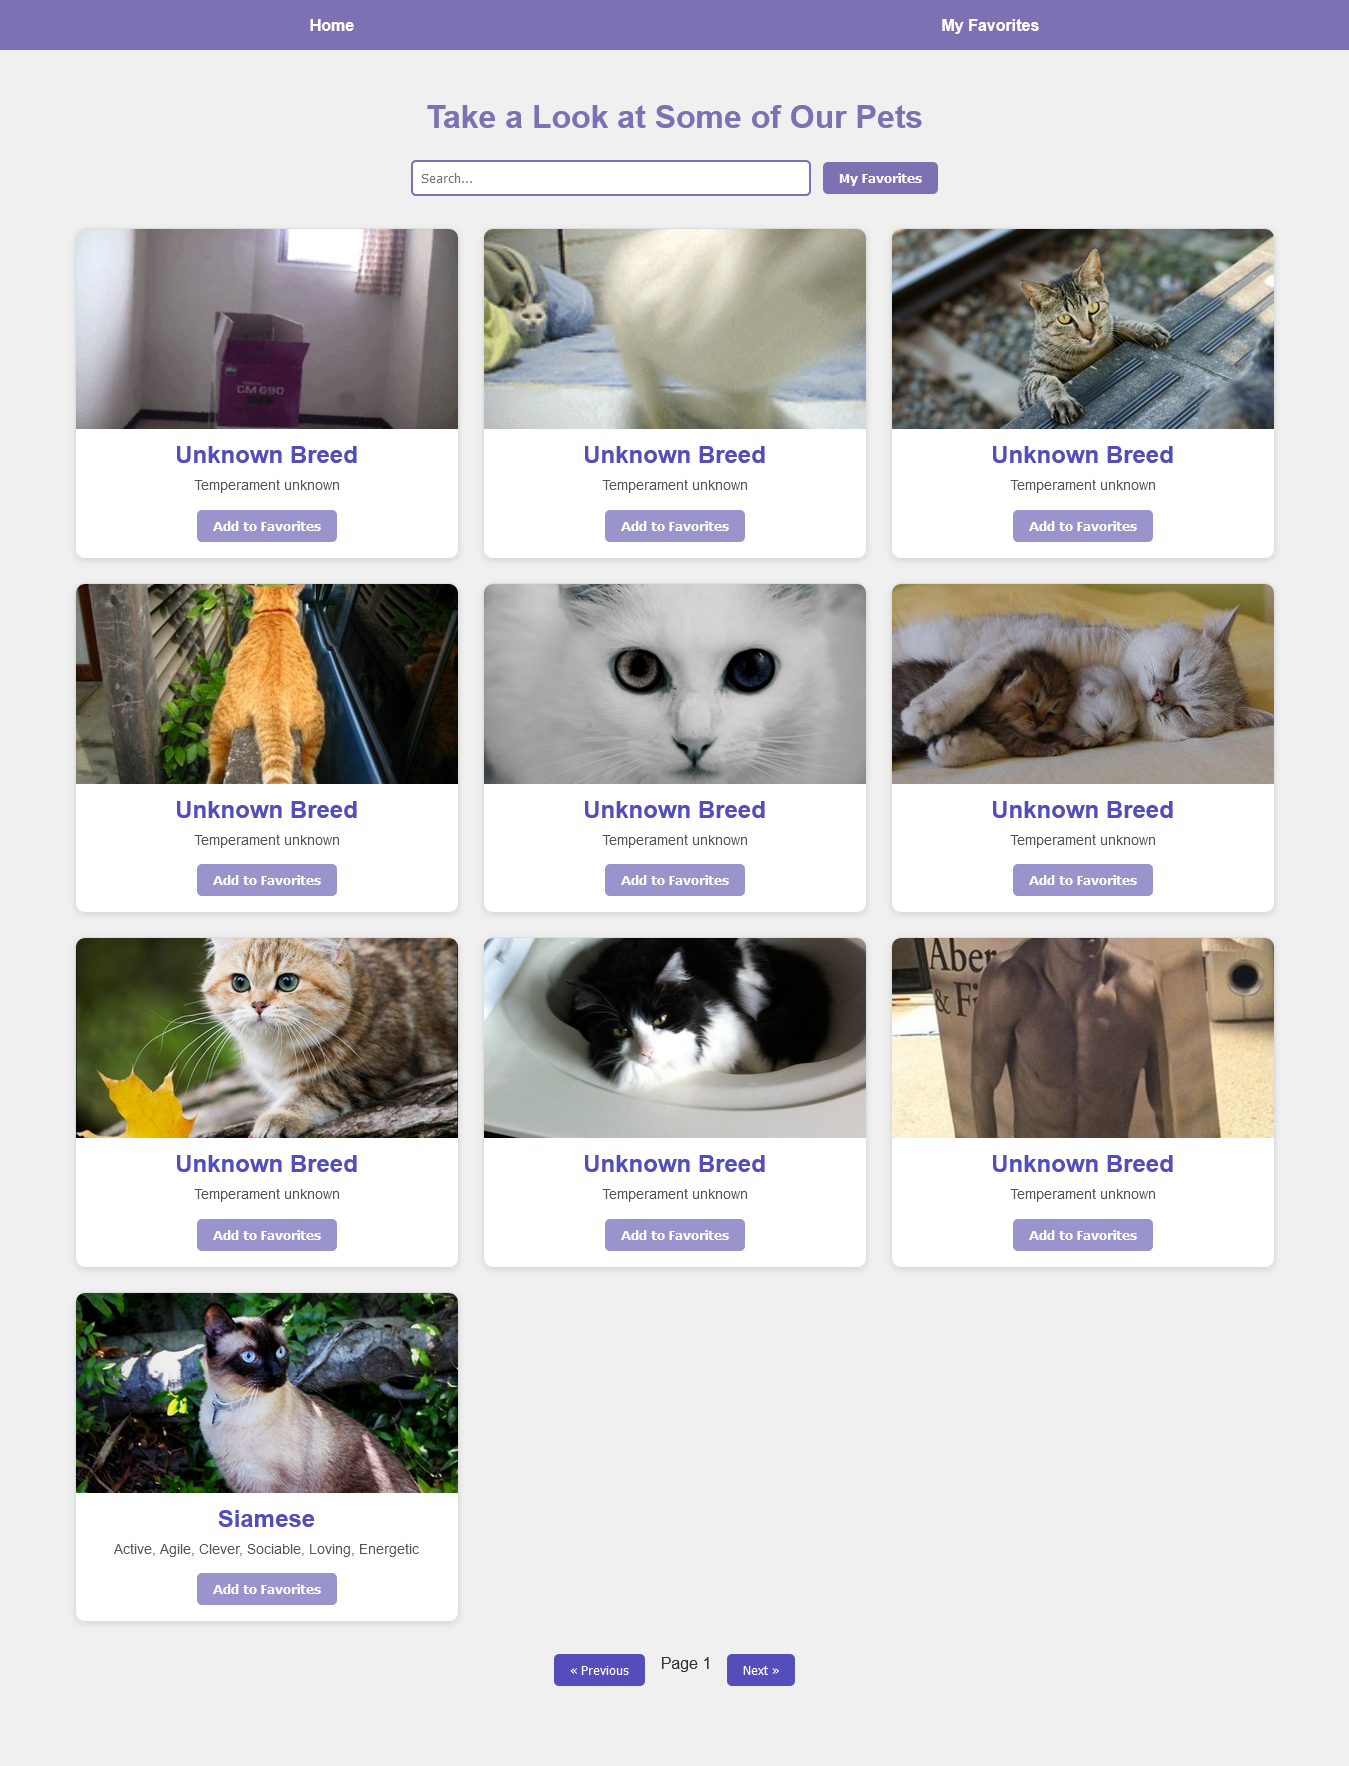 Home
My Favorites
Take a Look at Some of Our Pets
Search...
My Favorites
CM 690
Unknown Breed
Temperament unknown
Add to Favorites
Unknown Breed
Temperament unknown
Add to Favorites
Unknown Breed
Temperament unknown
Add to Favorites
Unknown Breed
Temperament unknown
Add to Favorites
Unknown Breed
Temperament unknown
Add to Favorites
Unknown Breed
Temperament unknown
Add to Favorites
Unknown Breed
Temperament unknown
Add to Favorites
Unknown Breed
Temperament unknown
Add to Favorites
Aber
& Fi
Unknown Breed
Temperament unknown
Add to Favorites
Siamese
Active, Agile, Clever, Sociable, Loving, Energetic
Add to Favorites
« Previous
Page 1
Next »